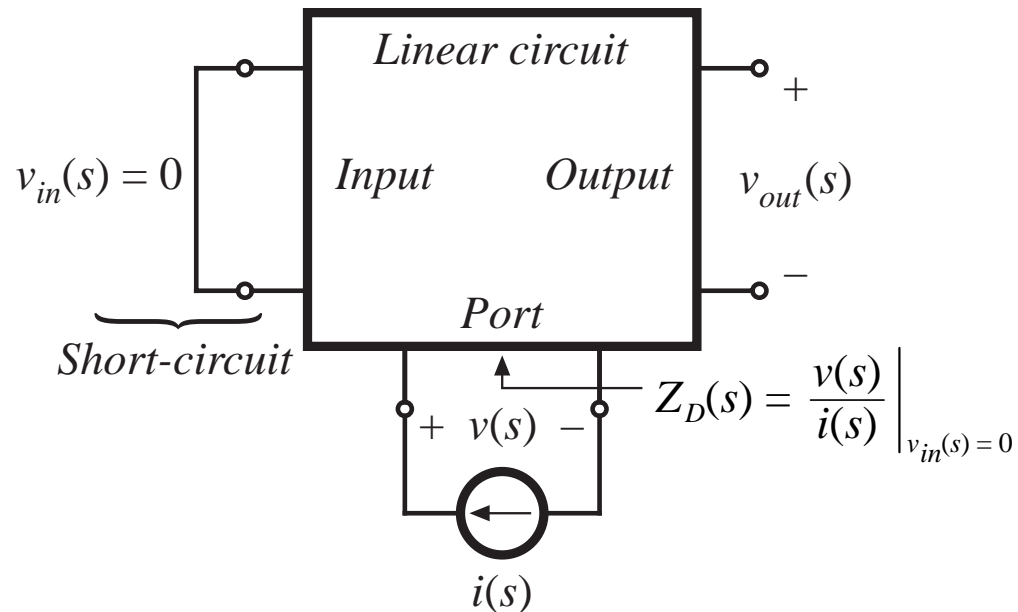 Linear circuit
+
v_in(s) = 0
Input
Output
v_out(s)
−
Port
Short-circuit
Z_D(s) = v(s)/i(s) |_{v_in(s) = 0}
+ v(s) −
i(s)